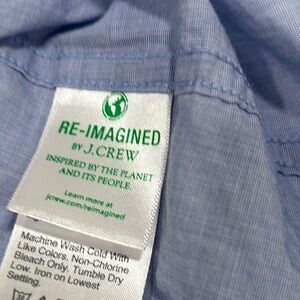 RE-IMAGINED
BY J.CREW
INSPIRED BY THE PLANET
AND ITS PEOPLE.
Learn more at
jcrew.com/reimagined
Machine Wash Cold With
Like Colors. Non-Chlorine
Bleach Only. Tumble Dry
Low. Iron on Lowest
Setting.